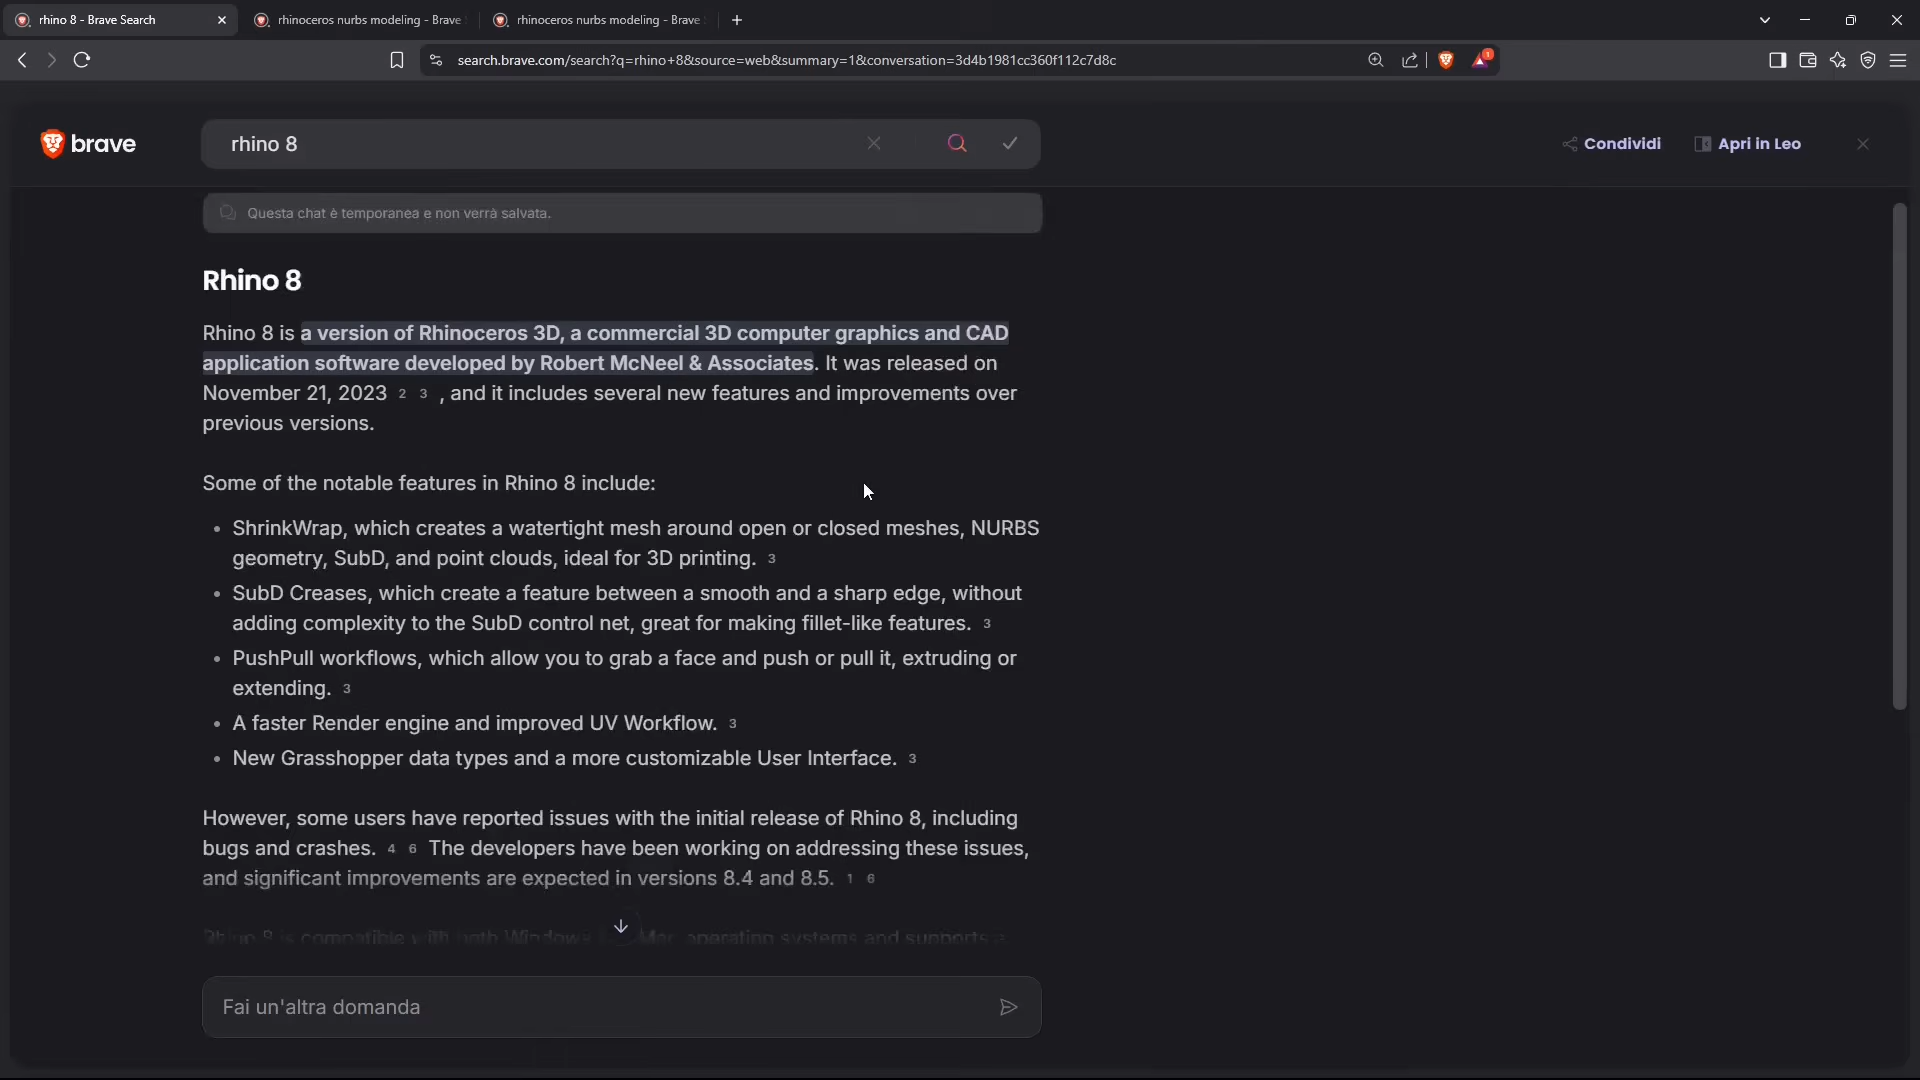 rhino 8 - Brave Search
rhinoceros nurbs modeling - Brave
rhinoceros nurbs modeling - Brave
search.brave.com/search?q=rhino+8&source=web&summary=1&conversation=3d4b1981cc360f112c7d8c
1
brave
rhino 8
Condividi
Apri in Leo
Questa chat è temporanea e non verrà salvata.
Rhino 8
Rhino 8 is a version of Rhinoceros 3D, a commercial 3D computer graphics and CAD
application software developed by Robert McNeel & Associates. It was released on
November 21, 2023 2 3 , and it includes several new features and improvements over
previous versions.
Some of the notable features in Rhino 8 include:
• ShrinkWrap, which creates a watertight mesh around open or closed meshes, NURBS
geometry, SubD, and point clouds, ideal for 3D printing. 3
• SubD Creases, which create a feature between a smooth and a sharp edge, without
adding complexity to the SubD control net, great for making fillet-like features. 3
• PushPull workflows, which allow you to grab a face and push or pull it, extruding or
extending. 3
• A faster Render engine and improved UV Workflow. 3
• New Grasshopper data types and a more customizable User Interface. 3
However, some users have reported issues with the initial release of Rhino 8, including
bugs and crashes. 4 6 The developers have been working on addressing these issues,
and significant improvements are expected in versions 8.4 and 8.5. 1 6
Rhino 8 is compatible with both Windows Mac operating systems and supports
Fai un'altra domanda